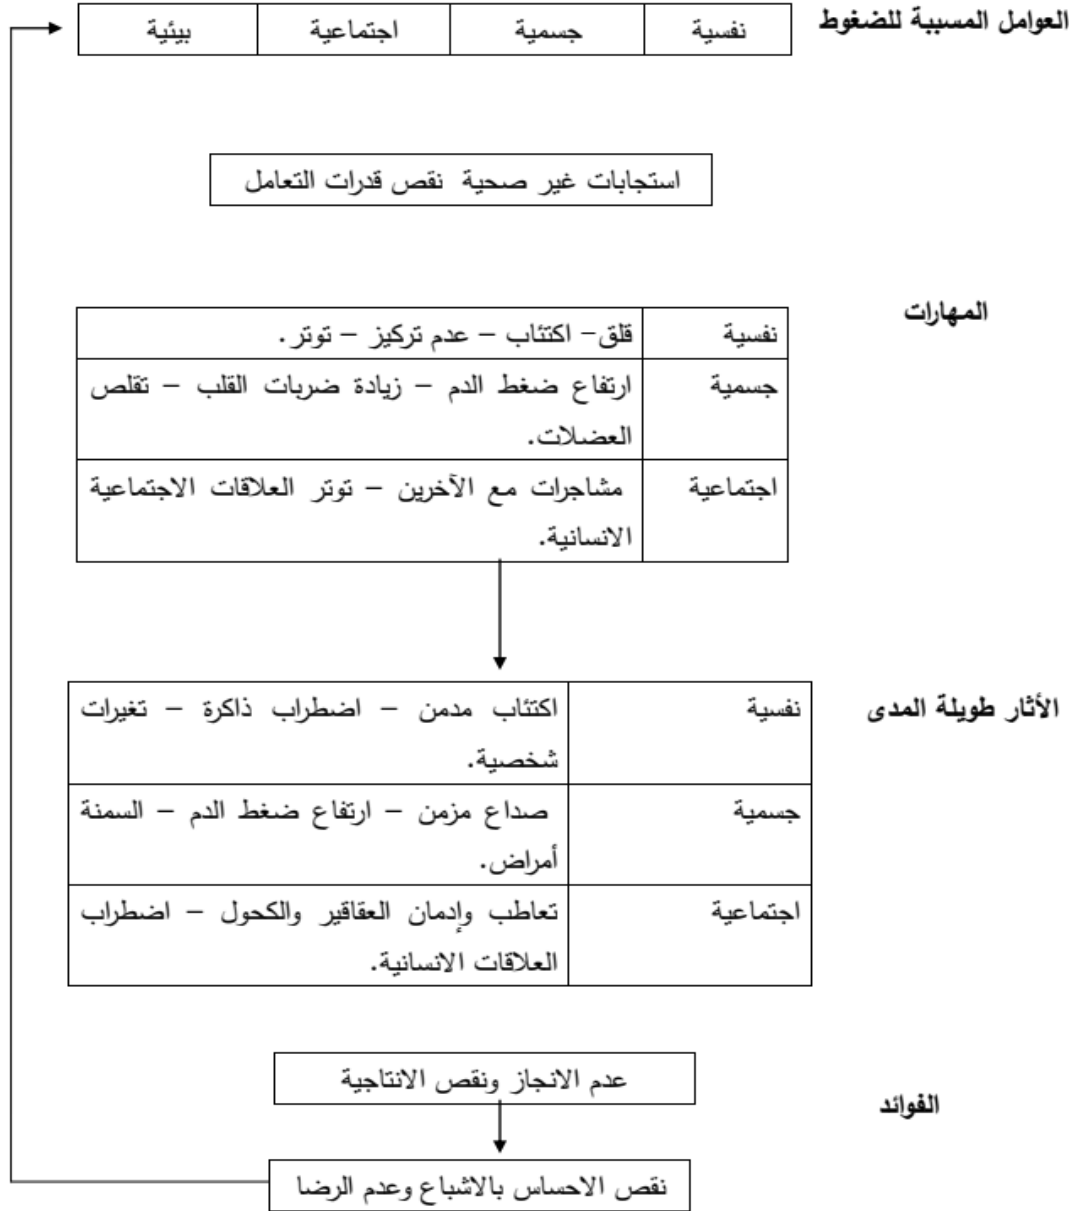 العوامل المسببة للضغوط
نفسية جسمية اجتماعية بيئية
استجابات غير صحية نقص قدرات التعامل
المهارات
نفسية قلق – اكتئاب – عدم تركيز – توتر.
جسمية ارتفاع ضغط الدم – زيادة ضربات القلب – تقلص
العضلات.
اجتماعية مشاجرات مع الآخرين – توتر العلاقات الاجتماعية
الانسانية.
الأثار طويلة المدى
نفسية اكتئاب مدمن – اضطراب ذاكرة – تغيرات
شخصية.
جسمية صداع مزمن – ارتفاع ضغط الدم – السمنة
أمراض.
اجتماعية تعاطب وإدمان العقاقير والكحول – اضطراب
العلاقات الانسانية.
عدم الانجاز ونقص الانتاجية
الفوائد
نقص الاحساس بالاشباع وعدم الرضا